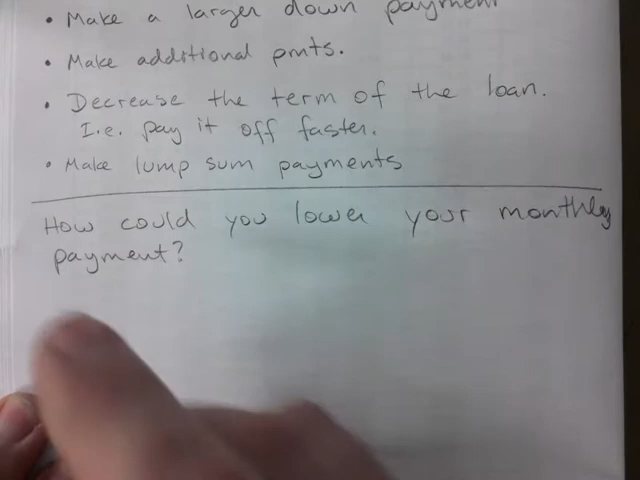 • Make a larger down payment
• Make additional pmts.
• Decrease the term of the loan.
I.e. pay it off faster.
• Make lump sum payments
How could you lower your monthly
payment?